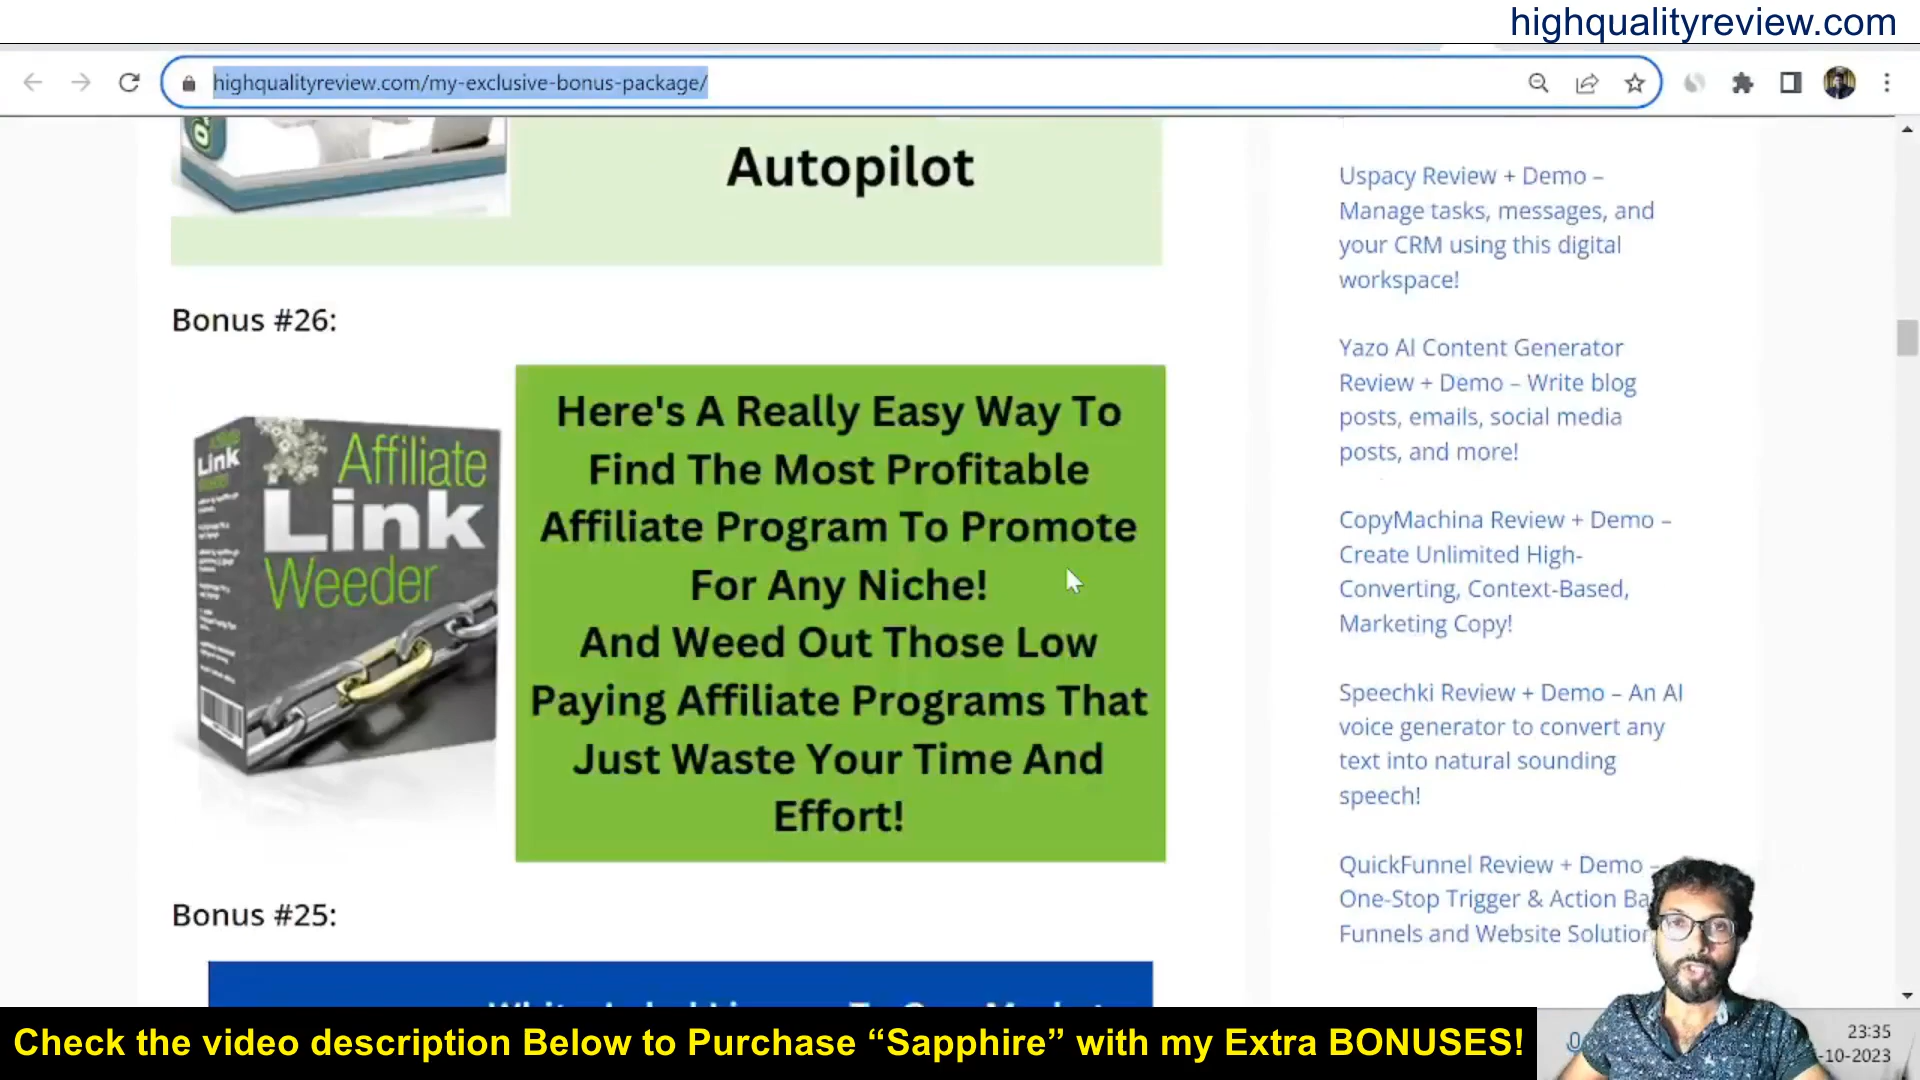 highqualityreview.com
highqualityreview.com/my-exclusive-bonus-package/
Autopilot
Bonus #26:
Link
Affiliate
Link
Weeder
Here's A Really Easy Way To
Find The Most Profitable
Affiliate Program To Promote
For Any Niche!
And Weed Out Those Low
Paying Affiliate Programs That
Just Waste Your Time And
Effort!
Bonus #25:
Uspacy Review + Demo –
Manage tasks, messages, and
your CRM using this digital
workspace!
Yazo AI Content Generator
Review + Demo – Write blog
posts, emails, social media
posts, and more!
CopyMachina Review + Demo –
Create Unlimited High-
Converting, Context-Based,
Marketing Copy!
Speechki Review + Demo – An AI
voice generator to convert any
text into natural sounding
speech!
QuickFunnel Review + Demo –
One-Stop Trigger & Action
Funnels and Website
Check the video description Below to Purchase “Sapphire” with my Extra BONUSES!
23:35
-10-2023